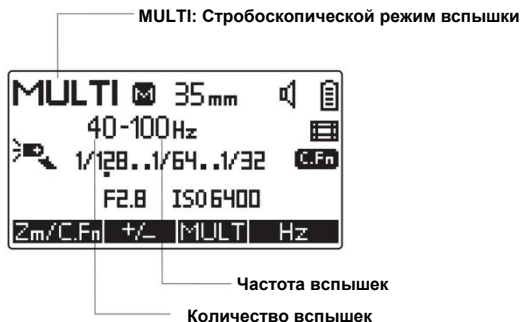 MULTI: Стробоскопической режим вспышки
MULTI M 35mm
40-100Hz
1/128..1/64..1/32 C.Fn
F2.8 ISO6400
Zm/C.Fn +/- MULT Hz
Частота вспышек
Количество вспышек